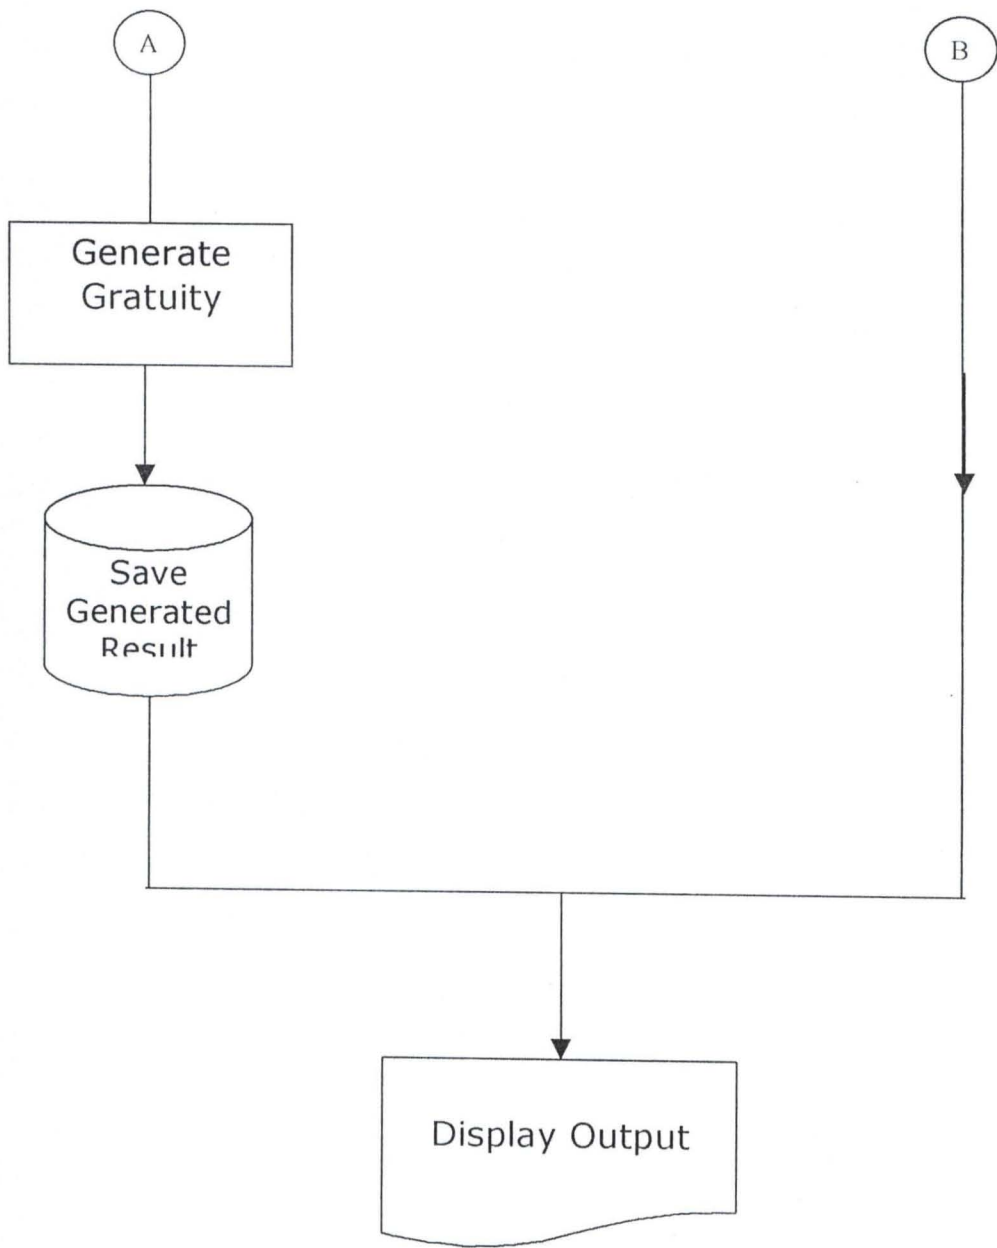 A
B
Generate
Gratuity
Save
Generated
Result
Display Output